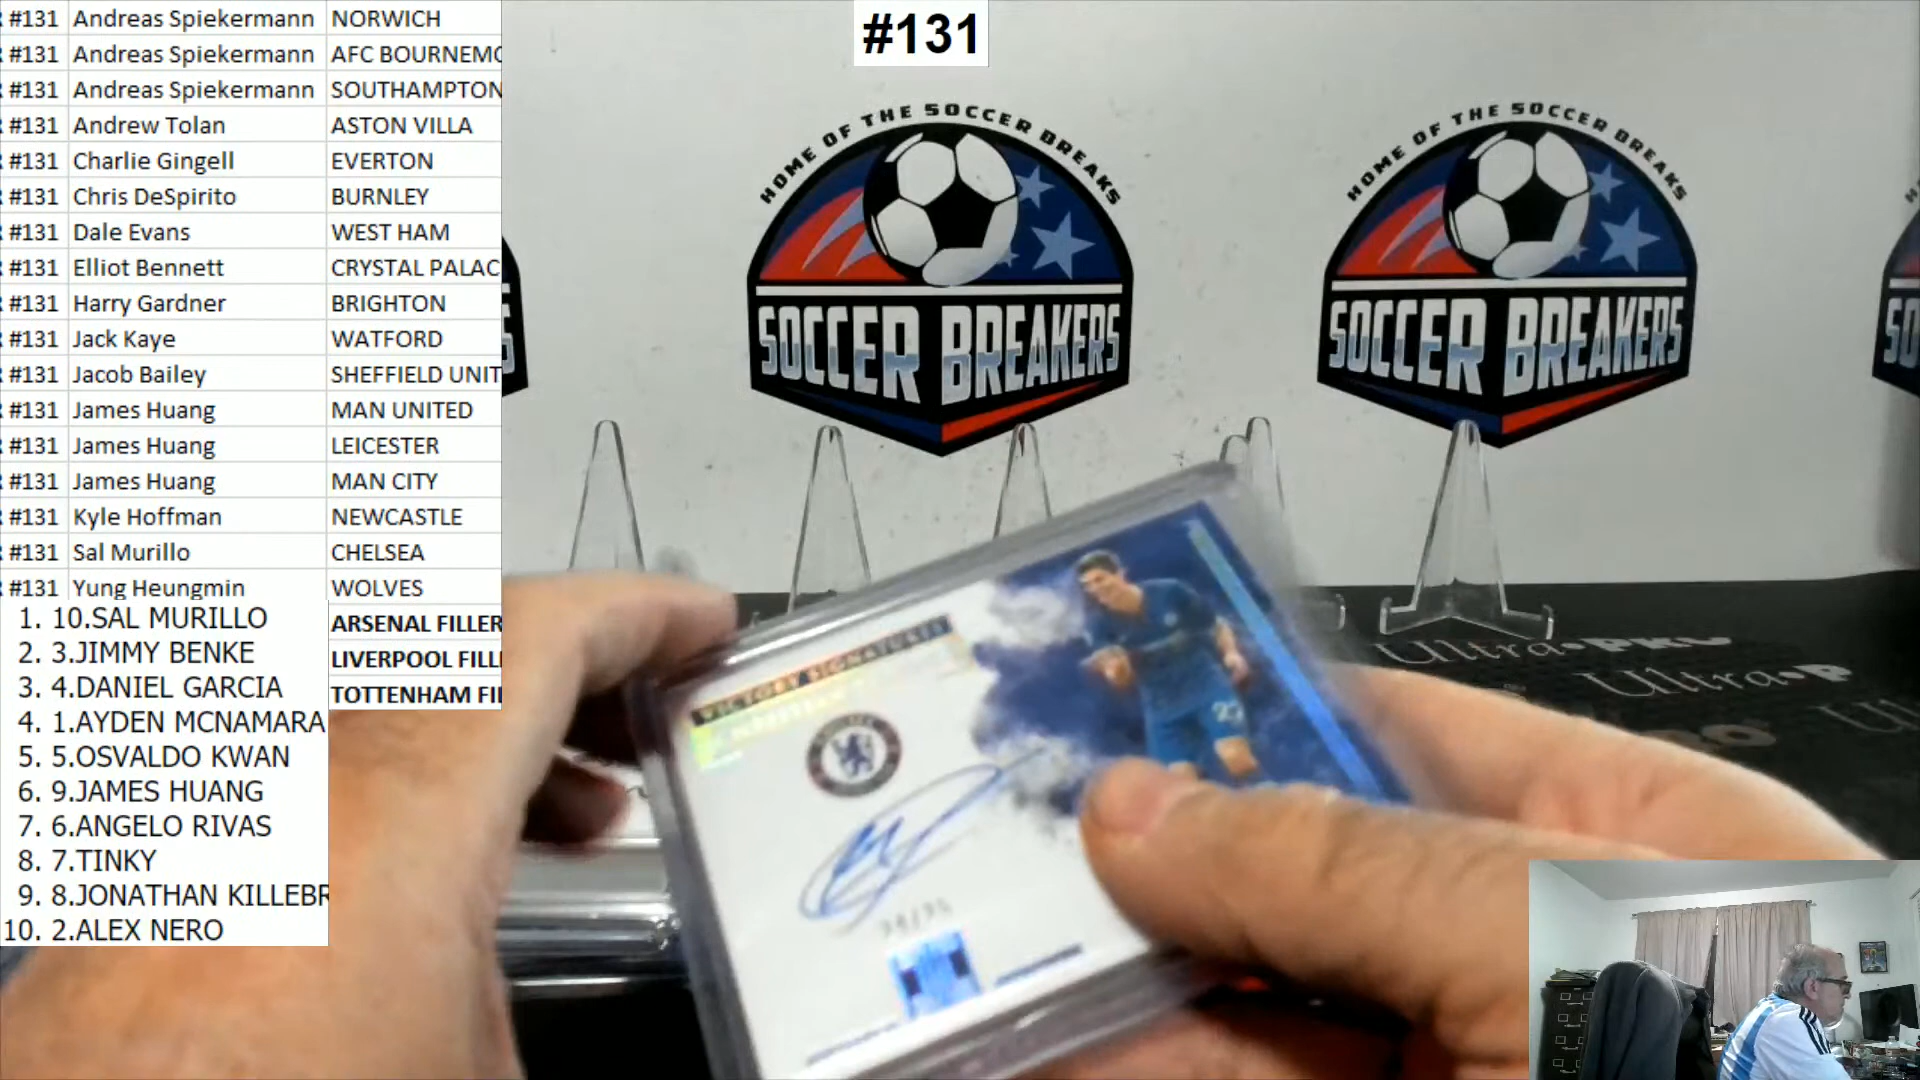 #131 Andreas Spiekermann NORWICH
#131 Andreas Spiekermann AFC BOURNEMO
#131 Andreas Spiekermann SOUTHAMPTON
#131 Andrew Tolan ASTON VILLA
#131 Charlie Gingell EVERTON
#131 Chris DeSpirito BURNLEY
#131 Dale Evans WEST HAM
#131 Elliot Bennett CRYSTAL PALAC
#131 Harry Gardner BRIGHTON
#131 Jack Kaye WATFORD
#131 Jacob Bailey SHEFFIELD UNIT
#131 James Huang MAN UNITED
#131 James Huang LEICESTER
#131 James Huang MAN CITY
#131 Kyle Hoffman NEWCASTLE
#131 Sal Murillo CHELSEA
#131 Yung Heungmin WOLVES
ARSENAL FILLER
LIVERPOOL FILL
TOTTENHAM FI
1. 10.SAL MURILLO
2. 3.JIMMY BENKE
3. 4.DANIEL GARCIA
4. 1.AYDEN MCNAMARA
5. 5.OSVALDO KWAN
6. 9.JAMES HUANG
7. 6.ANGELO RIVAS
8. 7.TINKY
9. 8.JONATHAN KILLEBR
10. 2.ALEX NERO
#131
HOME OF THE SOCCER BREAKS
SOCCER BREAKERS
HOME OF THE SOCCER BREAKS
SOCCER BREAKERS
SO
VICTORY SIGNATURES
Ultra PRO
Ultra P